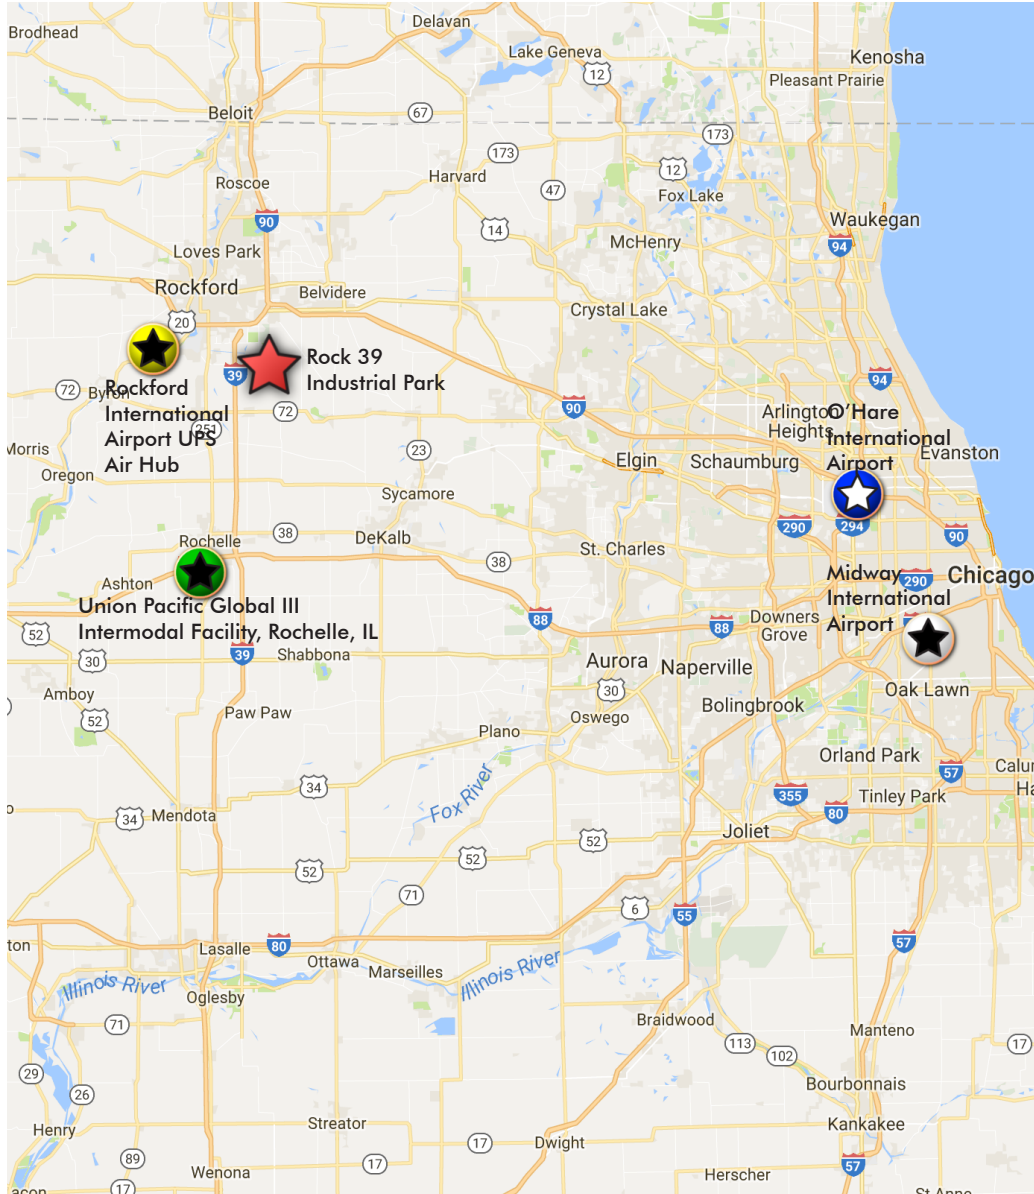 Delavan
Brodhead
Lake Geneva
Kenosha
12
Pleasant Prairie
Beloit
67
173
173
Harvard
12
Roscoe
47
Fox Lake
90
Waukegan
14
McHenry
94
Loves Park
Rockford
Belvidere
Crystal Lake
20
Rock 39
Industrial Park
39
94
72
Byron
Rockford
International
Airport UPS
Air Hub
251
72
90
Arlington
Heights
O'Hare
International
Airport
Morris
23
Evanston
Elgin
Schaumburg
Oregon
Sycamore
290
294
90
38
Rochelle
DeKalb
St. Charles
38
Ashton
Midway
International
Airport
290
Chicago
Union Pacific Global III
Intermodal Facility, Rochelle, IL
52
88
88
Downers
Grove
30
39
Shabbona
Aurora
Naperville
30
Oak Lawn
Amboy
52
Paw Paw
Oswego
Bolingbrook
Plano
Orland Park
57
Calum
34
Fox River
355
Tinley Park
Ha
34
Mendota
80
Joliet
52
52
52
71
6
55
ton
Lasalle
80
57
Ottawa
Marseilles
Illinois River
Illinois River
Oglesby
71
Braidwood
Manteno
113
17
102
29
26
Bourbonnais
Henry
Streator
Kankakee
17
Dwight
89
17
57
Wenona
Herscher
17
acon
St Anne